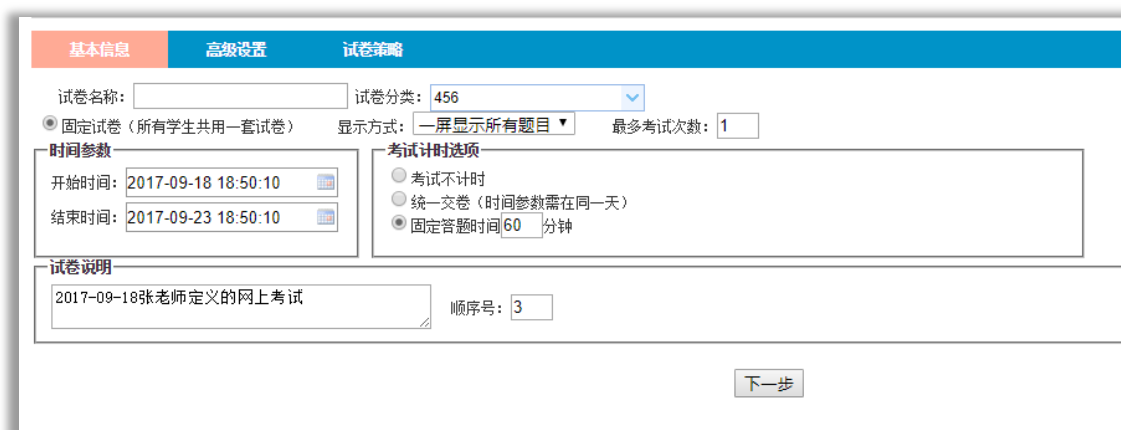 基本信息 高级设置 试卷策略
试卷名称： 试卷分类： 456
固定试卷（所有学生共用一套试卷） 显示方式： 一屏显示所有题目 最多考试次数： 1
时间参数 考试计时选项
开始时间： 2017-09-18 18:50:10 考试不计时
统一交卷（时间参数需在同一天）
结束时间： 2017-09-23 18:50:10 固定答题时间60 分钟
试卷说明
2017-09-18张老师定义的网上考试 顺序号： 3
下一步